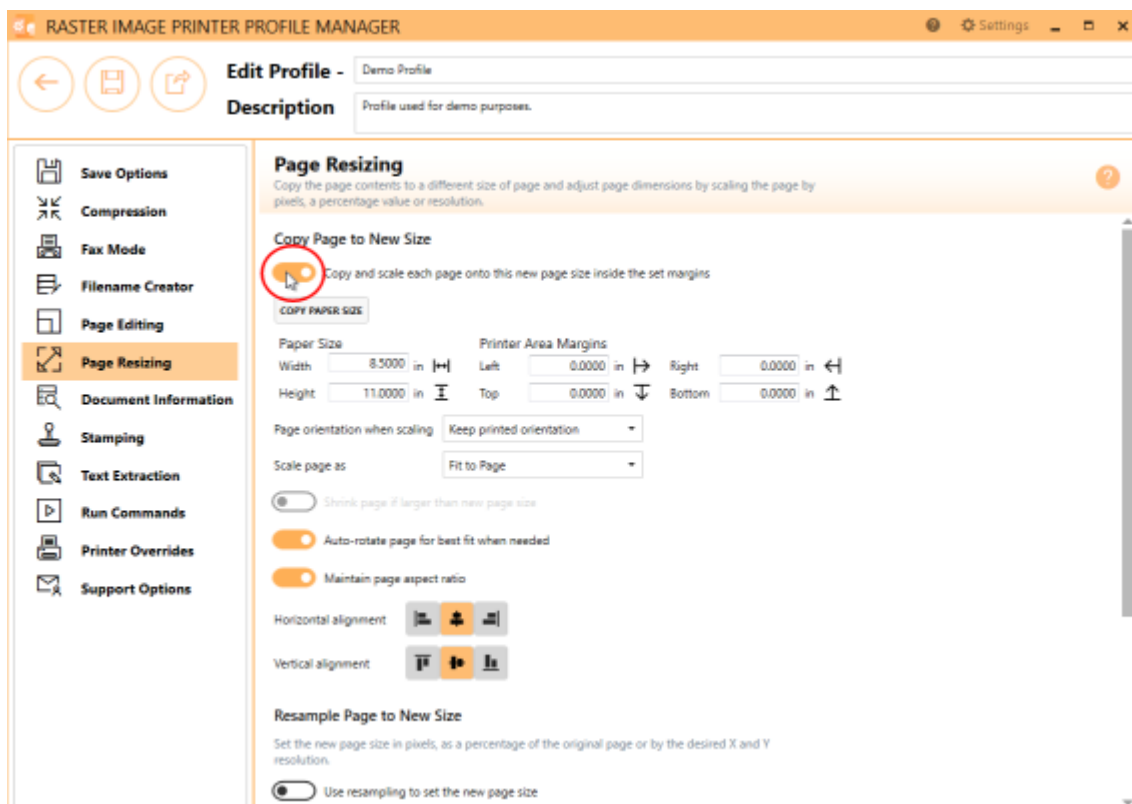 RASTER IMAGE PRINTER PROFILE MANAGER
Settings
Edit Profile - Demo Profile
Description Profile used for demo purposes.
Save Options
Compression
Fax Mode
Filename Creator
Page Editing
Page Resizing
Document Information
Stamping
Text Extraction
Run Commands
Printer Overrides
Support Options
Page Resizing
Copy the page contents to a different size of page and adjust page dimensions by scaling the page by
pixels, a percentage value or resolution.
?
Copy Page to New Size
Copy and scale each page onto this new page size inside the set margins
COPY PAPER SIZE
Paper Size Printer Area Margins
Width 8.5000 in Left 0.0000 in Right 0.0000 in
Height 11.0000 in Top 0.0000 in Bottom 0.0000 in
Page orientation when scaling Keep printed orientation
Scale page as Fit to Page
Shrink page if larger than new page size
Auto-rotate page for best fit when needed
Maintain page aspect ratio
Horizontal alignment
Vertical alignment
Resample Page to New Size
Set the new page size in pixels, as a percentage of the original page or by the desired X and Y
resolution.
Use resampling to set the new page size